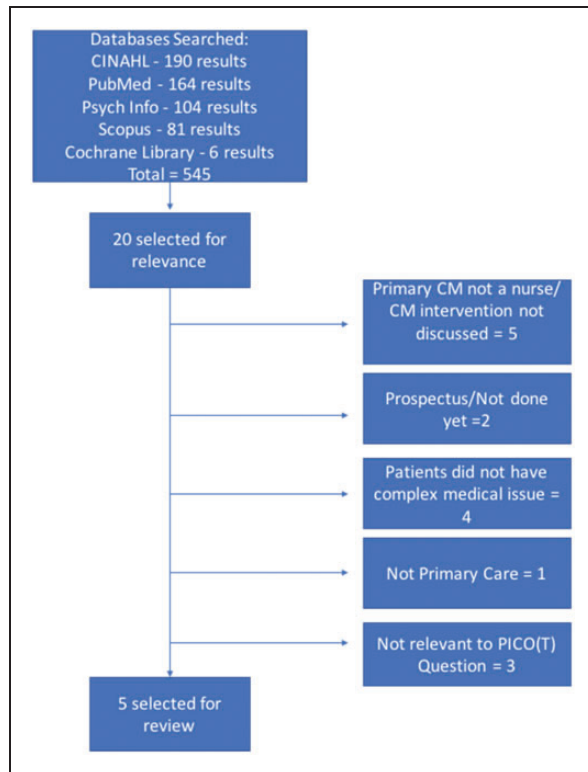 Databases Searched:
CINAHL - 190 results
PubMed - 164 results
Psych Info - 104 results
Scopus - 81 results
Cochrane Library - 6 results
Total = 545
20 selected for
relevance
Primary CM not a nurse/
CM intervention not
discussed = 5
Prospectus/Not done
yet =2
Patients did not have
complex medical issue =
4
Not Primary Care = 1
Not relevant to PICO(T)
Question = 3
5 selected for
review